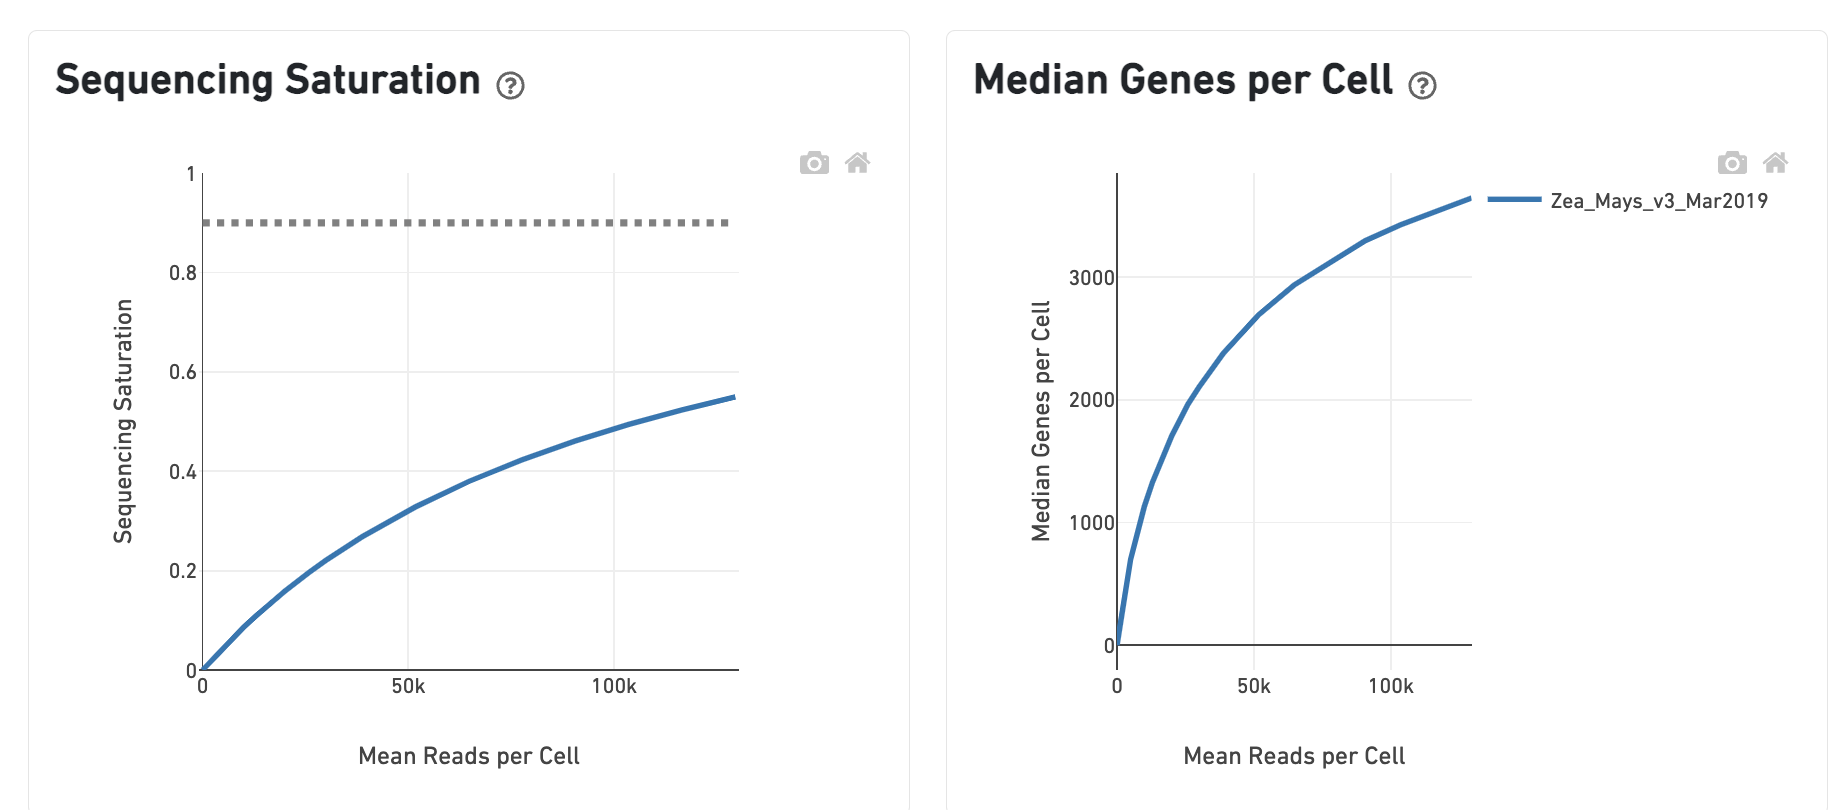 Sequencing Saturation ?
1
0.8
0.6
0.4
0.2
0
Sequencing Saturation
0 50k 100k
Mean Reads per Cell
Median Genes per Cell ?
Zea_Mays_v3_Mar2019
3000
2000
1000
0
Median Genes per Cell
0 50k 100k
Mean Reads per Cell